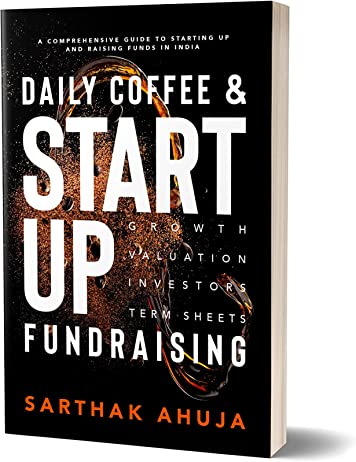 A COMPREHENSIVE GUIDE TO STARTING UP
AND RAISING FUNDS IN INDIA
DAILY COFFEE &
START
UP
GROWTH
VALUATION
INVESTORS
TERM SHEETS
FUNDRAISING
SARTHAK AHUJA